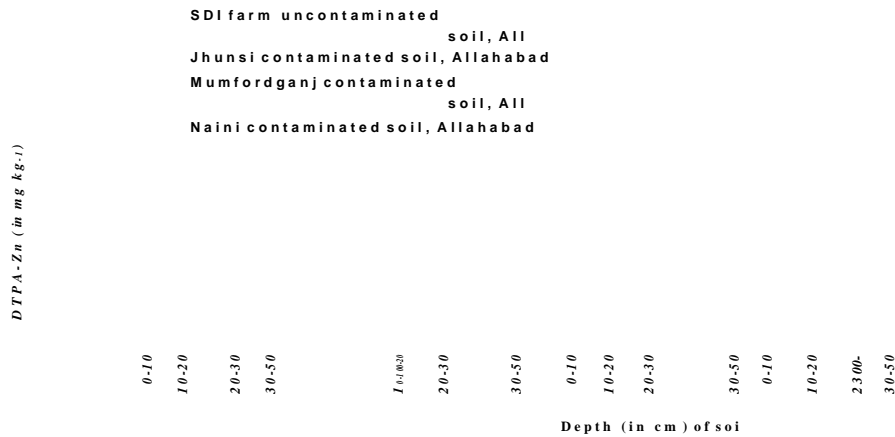 SDI farm uncontaminated
soil, All
Jhunsi contaminated soil, Allahabad
Mumfordganj contaminated
soil, All
Naini contaminated soil, Allahabad
DTPA-Zn (in mg kg-1)
0-10 10-20 20-30 30-50 20-30 30-50 0-10 10-20 20-30 30-50 0-10 10-20 2300- 30-50
Depth (in cm) of soi